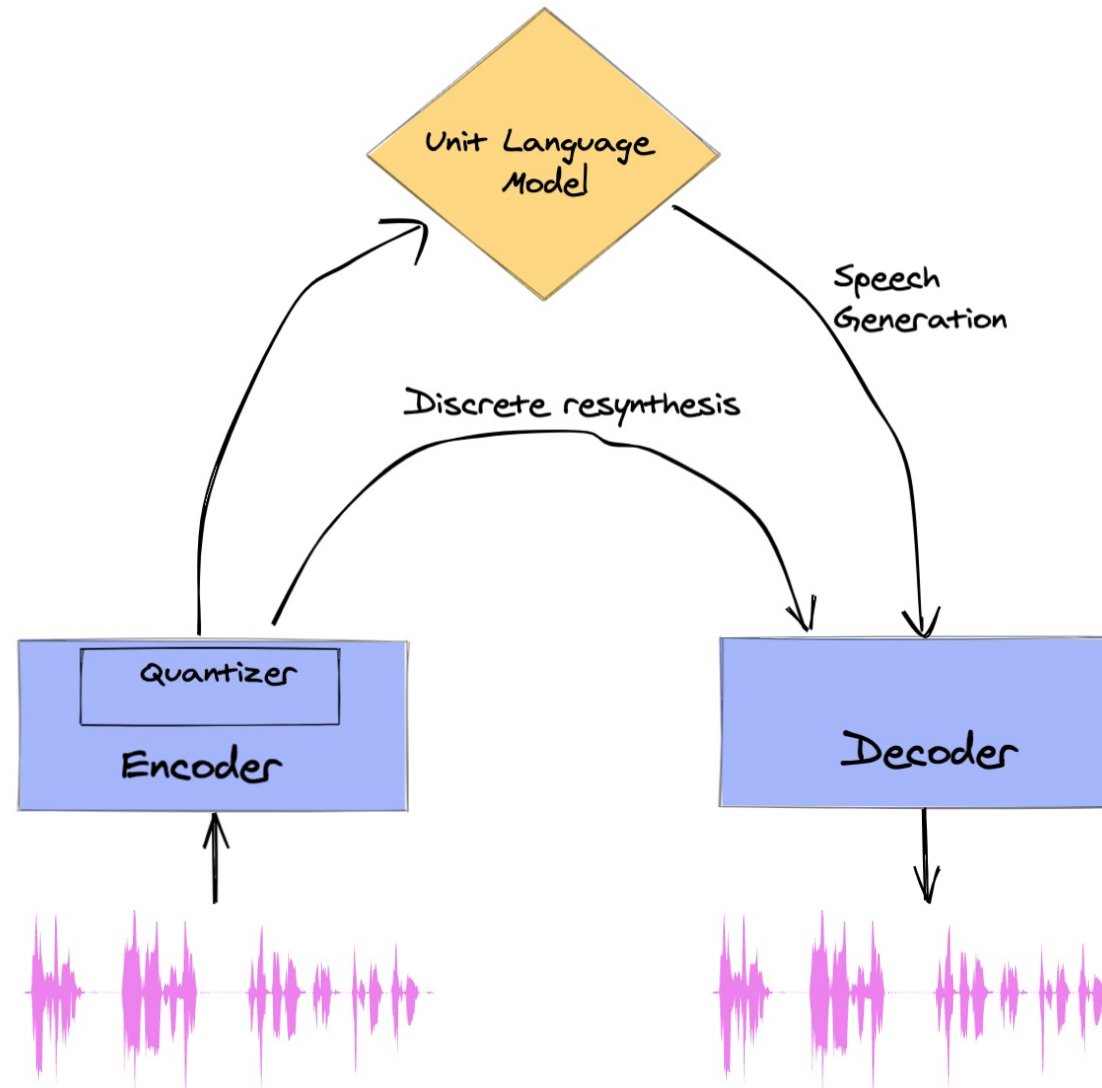 Unit Language
Model
Speech
Generation
Discrete resynthesis
Quantizer
Encoder
Decoder